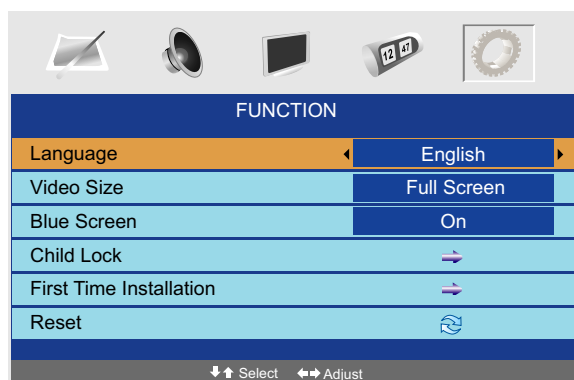 12 47
FUNCTION
Language English
Video Size Full Screen
Blue Screen On
Child Lock
First Time Installation
Reset
Select Adjust